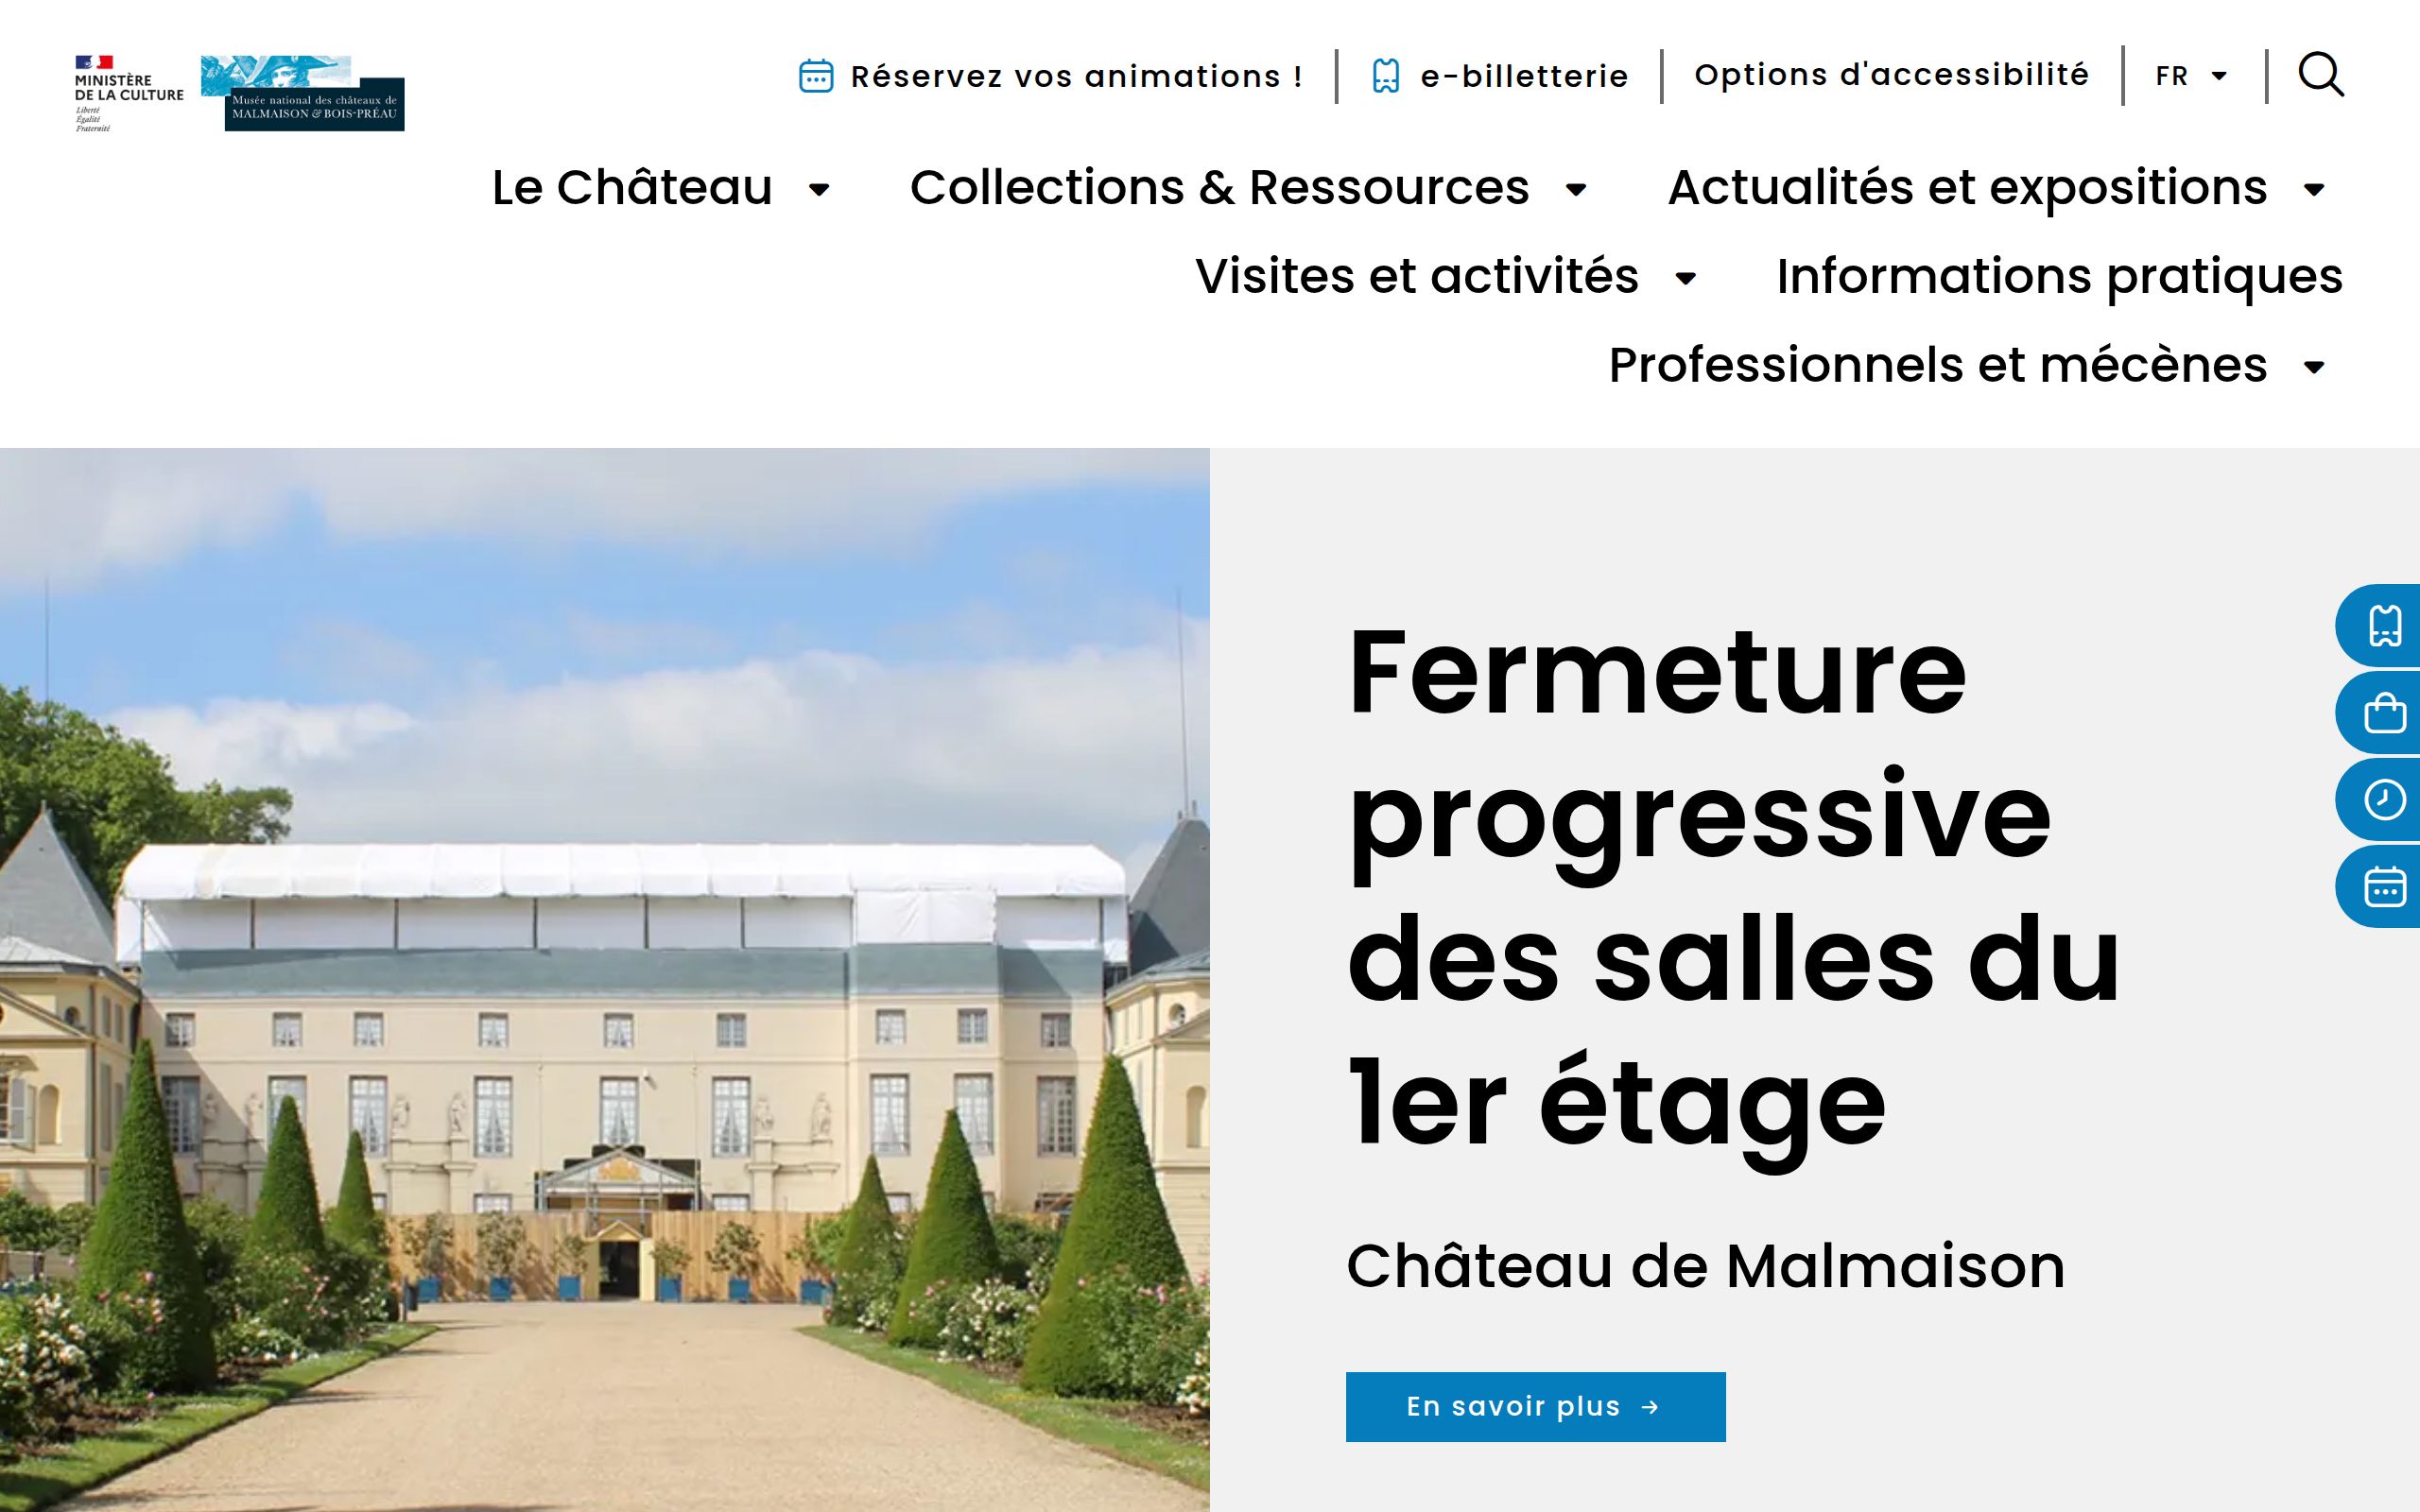 MINISTÈRE
DE LA CULTURE
Liberté
Égalité
Fraternité
Musée national des châteaux de
MALMAISON & BOIS-PRÉAU
Réservez vos animations !
e-billetterie
Options d'accessibilité
FR
Le Château
Collections & Ressources
Actualités et expositions
Visites et activités
Informations pratiques
Professionnels et mécènes
Fermeture
progressive
des salles du
1er étage
Château de Malmaison
En savoir plus →